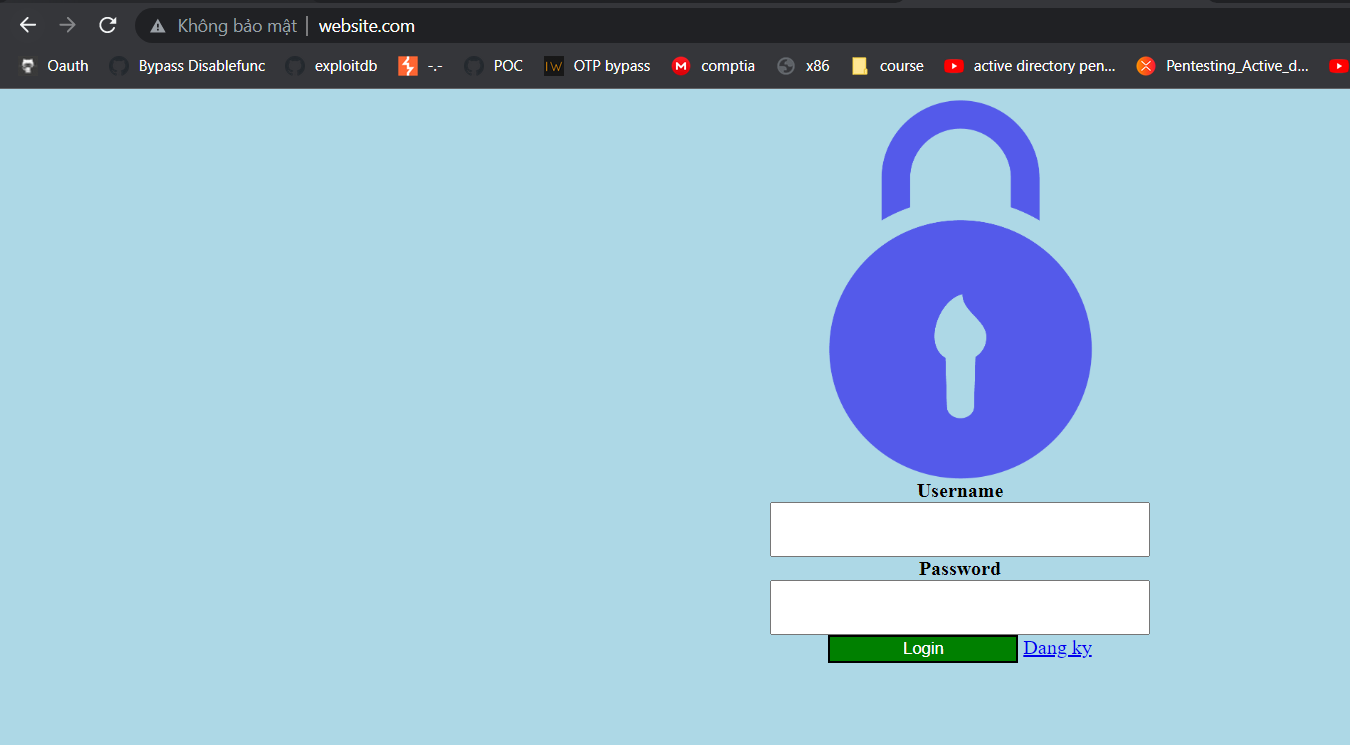 Không bảo mật | website.com
Oauth Bypass Disablefunc exploitdb -.- POC IW OTP bypass M comptia x86 course active directory pen... Pentesting_Active_d...
Username
Password
Login Dang ky